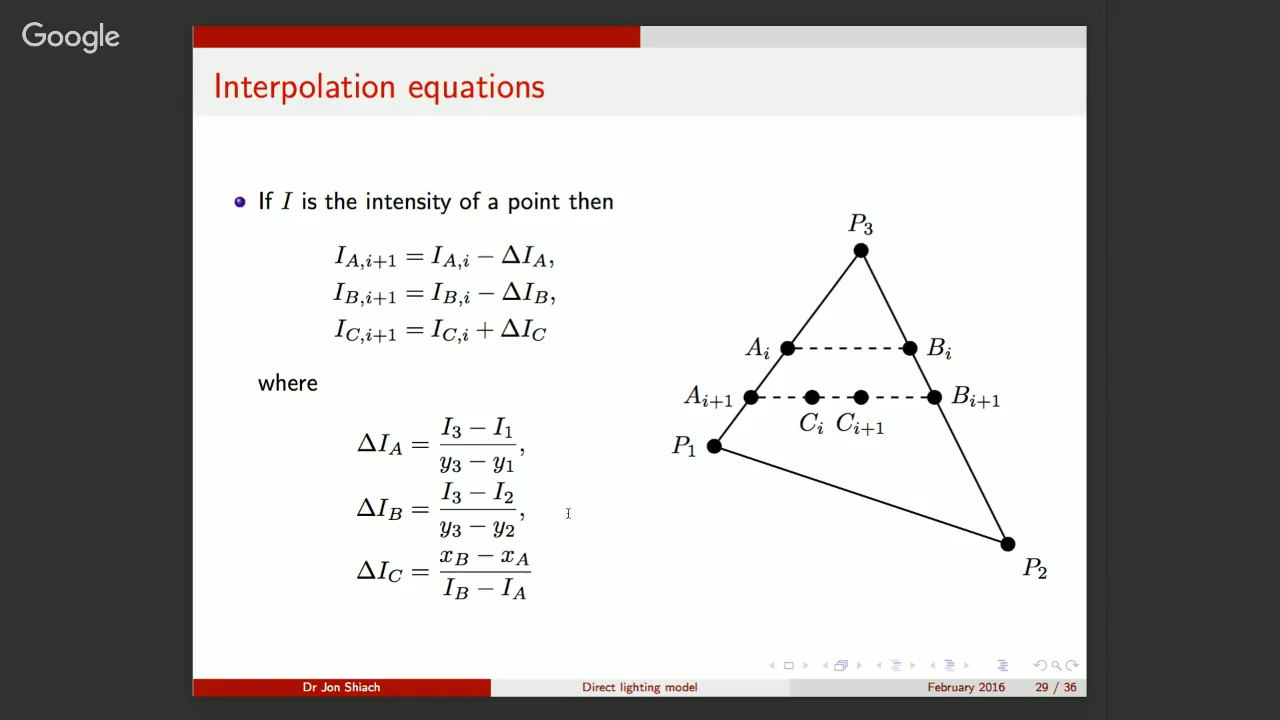 Google
Interpolation equations
If I is the intensity of a point then
I_{A,i+1} = I_{A,i} − ΔI_A,
I_{B,i+1} = I_{B,i} − ΔI_B,
I_{C,i+1} = I_{C,i} + ΔI_C
where
ΔI_A = \frac{I_3 − I_1}{y_3 − y_1},
ΔI_B = \frac{I_3 − I_2}{y_3 − y_2},
ΔI_C = \frac{x_B − x_A}{I_B − I_A}
P_3
A_i
B_i
A_{i+1}
B_{i+1}
C_i
C_{i+1}
P_1
P_2
Dr Jon Shiach
Direct lighting model
February 2016
29 / 36